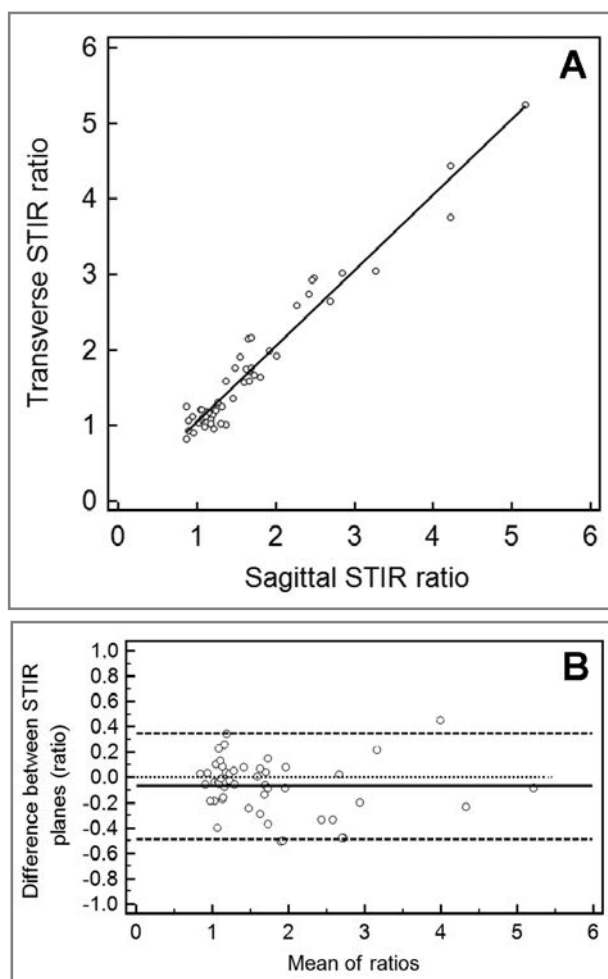 A
6
5
4
3
2
1
0
Transverse STIR ratio
0 1 2 3 4 5 6
Sagittal STIR ratio
B
1.0
0.8
0.6
0.4
0.2
0.0
-0.2
-0.4
-0.6
-0.8
-1.0
Difference between STIR
planes (ratio)
0 1 2 3 4 5 6
Mean of ratios